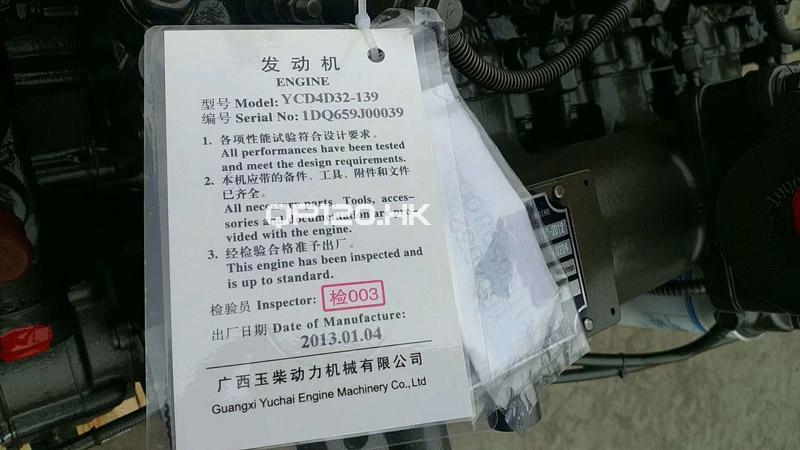 发动机
ENGINE
型号 Model: YCD4D32-139
编号 Serial No: 1DQ659J00039
1. 各项性能试验符合设计要求。
All performances have been tested
and meet the design requirements.
2. 本机应带的备件、工具、附件和文件
已齐全。
All necessary parts, Tools, acces-
sories and documentation are
vided with the engine.
QP120.HK
3. 经检验合格准予出厂。
This engine has been inspected and
is up to standard.
检验员 Inspector: 检003
出厂日期 Date of Manufacture:
2013.01.04
广西玉柴动力机械有限公司
Guangxi Yuchai Engine Machinery Co., Ltd